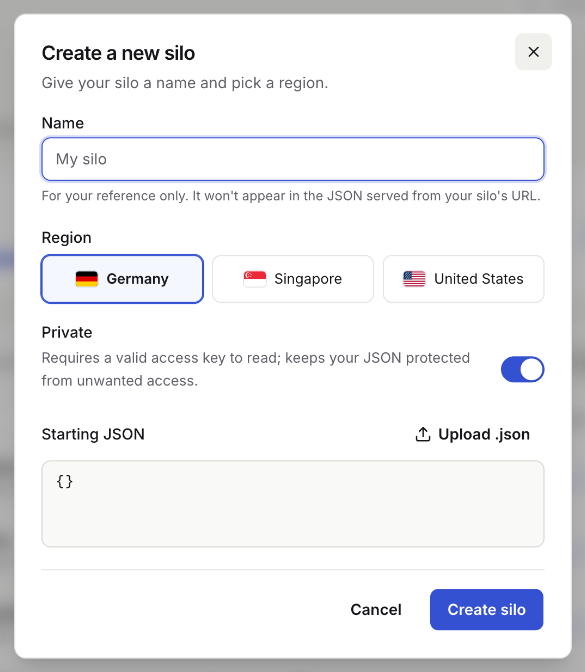 Create a new silo
Give your silo a name and pick a region.
Name
My silo
For your reference only. It won't appear in the JSON served from your silo's URL.
Region
Germany
Singapore
United States
Private
Requires a valid access key to read; keeps your JSON protected
from unwanted access.
Starting JSON
Upload .json
{}
Cancel
Create silo